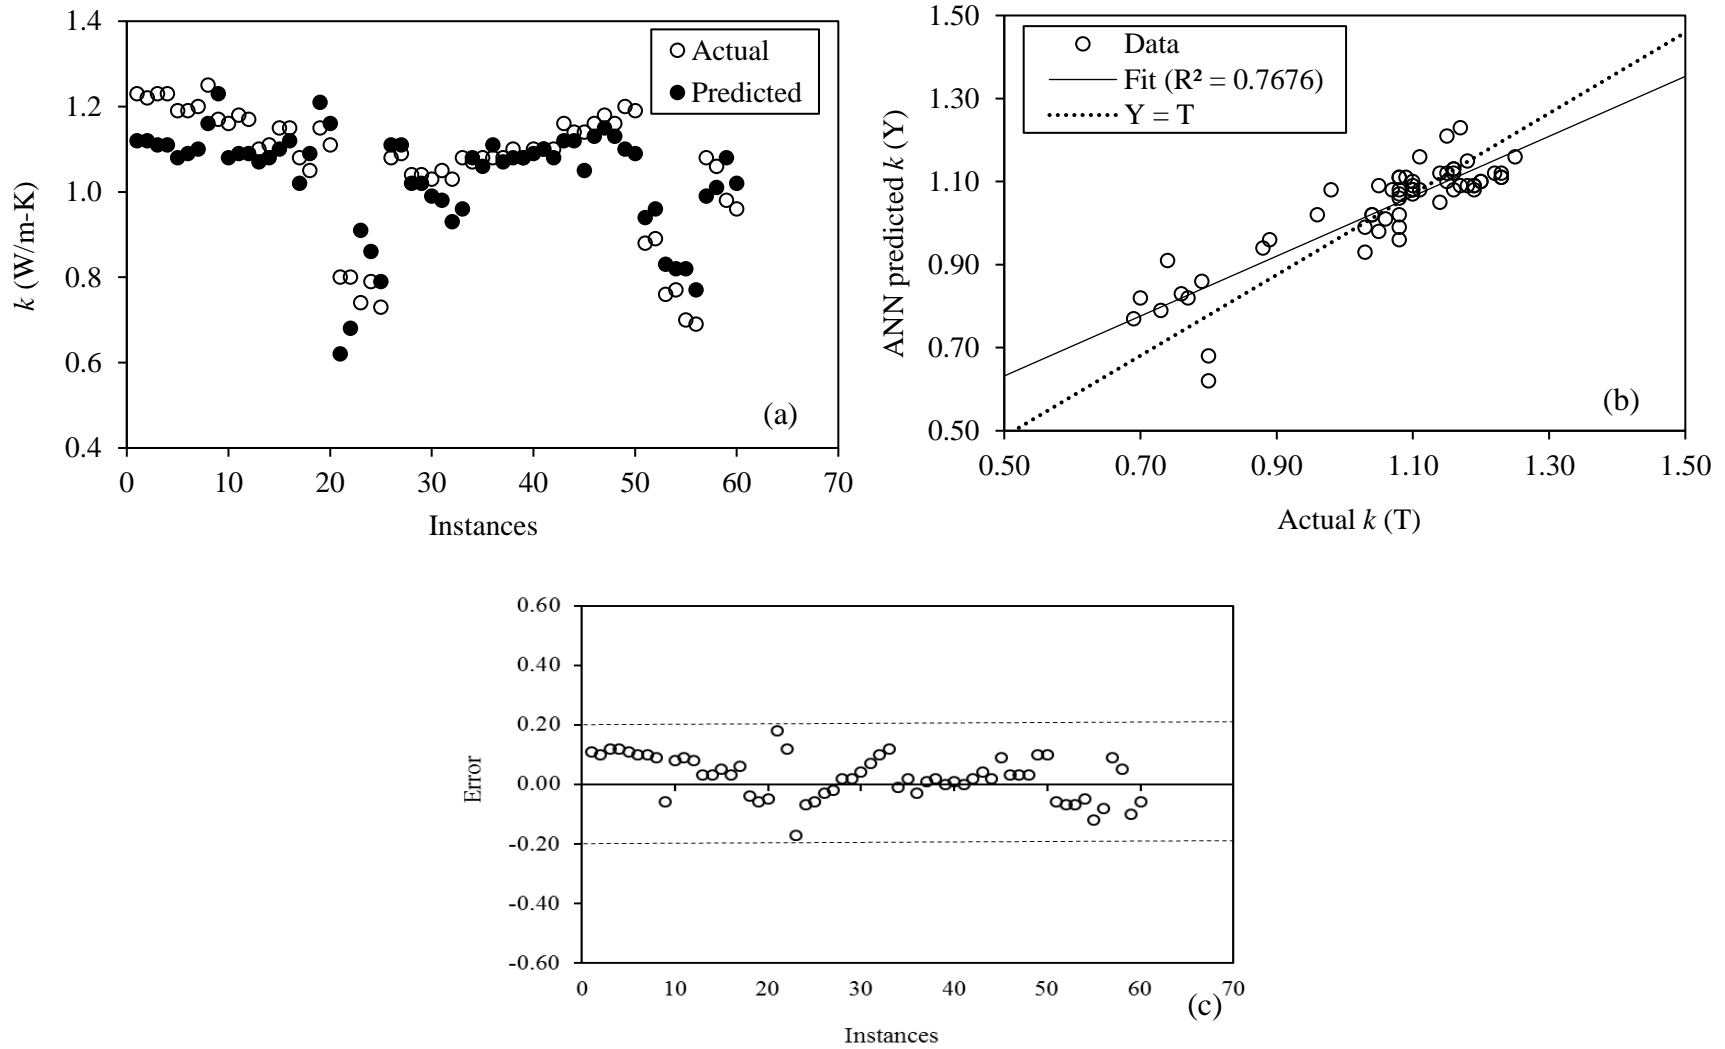 1.4
1.2
1.0
0.8
0.6
0.4
k (W/m-K)
Actual
Predicted
(a)
0 10 20 30 40 50 60 70
Instances
1.50
1.30
1.10
0.90
0.70
0.50
ANN predicted k (Y)
Data
Fit (R² = 0.7676)
Y = T
(b)
0.50 0.70 0.90 1.10 1.30 1.50
Actual k (T)
0.60
0.40
0.20
0.00
-0.20
-0.40
-0.60
Error
0 10 20 30 40 50 60 70
(c)
Instances